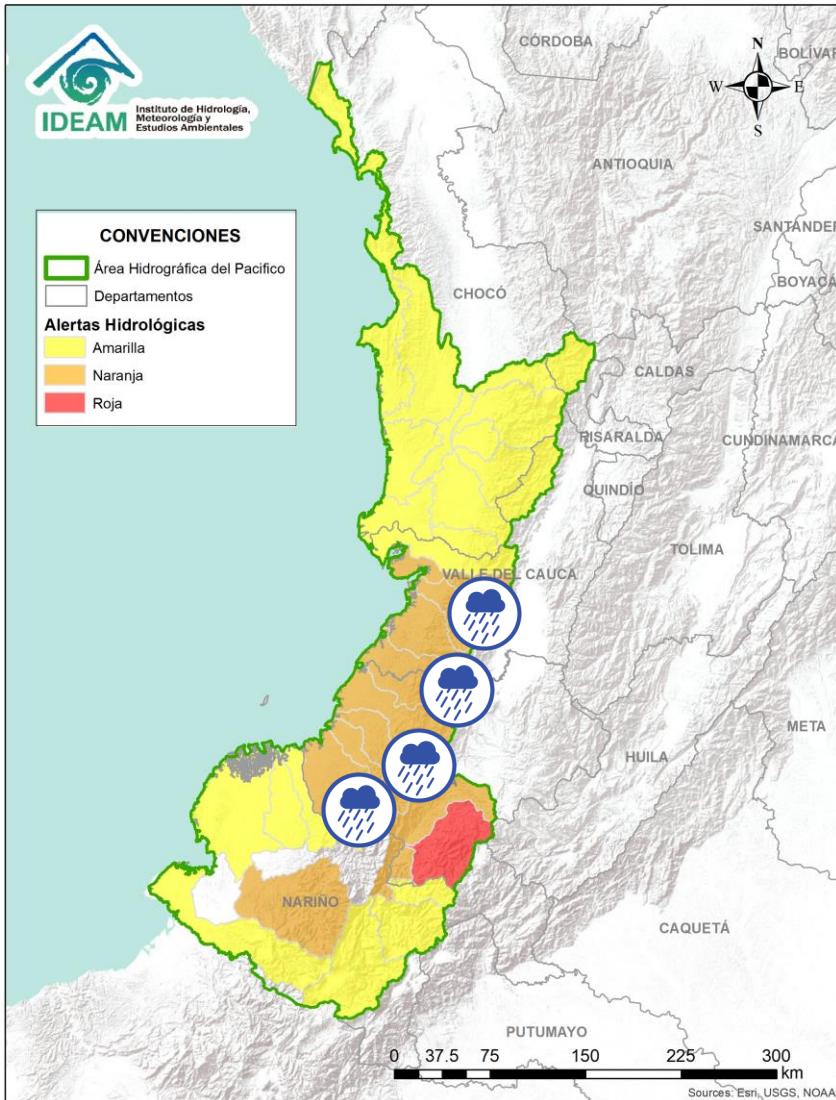 IDEAM
Instituto de Hidrología,
Meteorología y
Estudios Ambientales
CONVENCIONES
Área Hidrográfica del Pacifico
Departamentos
Alertas Hidrológicas
Amarilla
Naranja
Roja
N
W
E
S
CÓRDOBA
BOLÍVAR
ANTIOQUIA
SANTANDER
BOYACÁ
CHOCÓ
CALDAS
RISARALDA
CUNDINAMARCA
QUINDÍO
TOLIMA
VALLE DEL CAUCA
META
HUILA
NARIÑO
CAQUETÁ
PUTUMAYO
0 37.5 75 150 225 300
km
Sources: Esri, USGS, NOAA